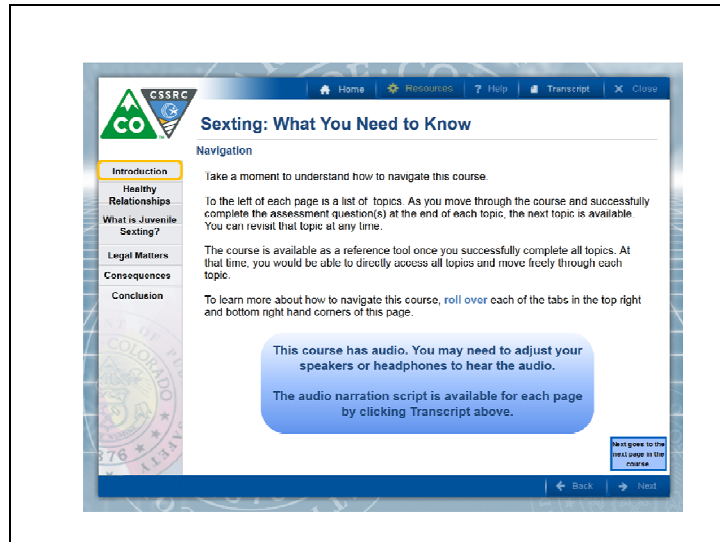 CSSRC
CO
Home
Resources
? Help
Transcript
X Close
Sexting: What You Need to Know
Navigation
Introduction
Healthy
Relationships
What is Juvenile
Sexting?
Legal Matters
Consequences
Conclusion
Take a moment to understand how to navigate this course.
To the left of each page is a list of topics. As you move through the course and successfully
complete the assessment question(s) at the end of each topic, the next topic is available.
You can revisit that topic at any time.
The course is available as a reference tool once you successfully complete all topics. At
that time, you would be able to directly access all topics and move freely through each
topic.
To learn more about how to navigate this course, roll over each of the tabs in the top right
and bottom right hand corners of this page.
This course has audio. You may need to adjust your
speakers or headphones to hear the audio.
The audio narration script is available for each page
by clicking Transcript above.
COLORADO
SAFETY
876
Next goes to the
next page in the
course
Back
Next